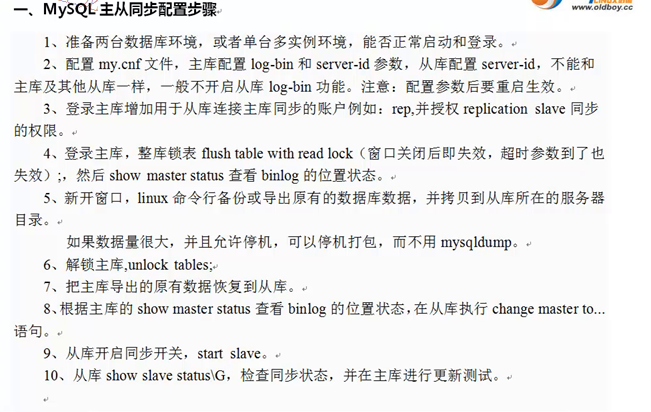 www.oldboy.cc
一、MySQL 主从同步配置步骤
1、准备两台数据库环境，或者单台多实例环境，能否正常启动和登录。
2、配置 my.cnf 文件，主库配置 log-bin 和 server-id 参数，从库配置 server-id，不能和
主库及其他从库一样，一般不开启从库 log-bin 功能。注意：配置参数后要重启生效。
3、登录主库增加用于从库连接主库同步的账户例如：rep,并授权 replication slave 同步
的权限。
4、登录主库，整库锁表 flush table with read lock（窗口关闭后即失效，超时参数到了也
失效）;，然后 show master status 查看 binlog 的位置状态。
5、新开窗口，linux 命令行备份或导出原有的数据库数据，并拷贝到从库所在的服务器
目录。
如果数据量很大，并且允许停机，可以停机打包，而不用 mysqldump。
6、解锁主库,unlock tables;
7、把主库导出的原有数据恢复到从库。
8、根据主库的 show master status 查看 binlog 的位置状态，在从库执行 change master to...
语句。
9、从库开启同步开关，start slave。
10、从库 show slave status\G，检查同步状态，并在主库进行更新测试。